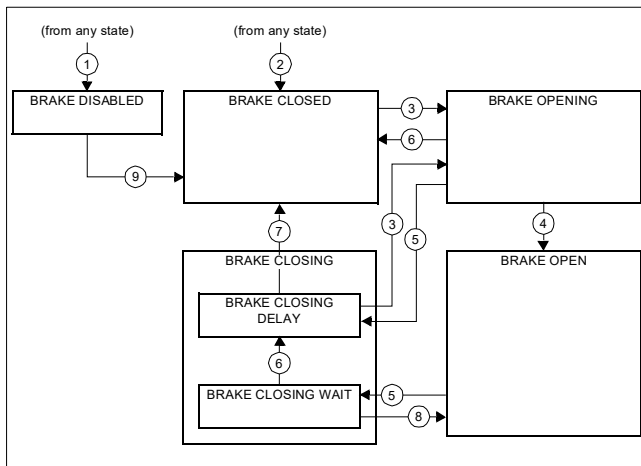 (from any state)
(from any state)
1
2
BRAKE DISABLED
BRAKE CLOSED
BRAKE OPENING
3
6
9
3
5
4
7
BRAKE CLOSING
BRAKE OPEN
BRAKE CLOSING
DELAY
6
BRAKE CLOSING WAIT
5
8